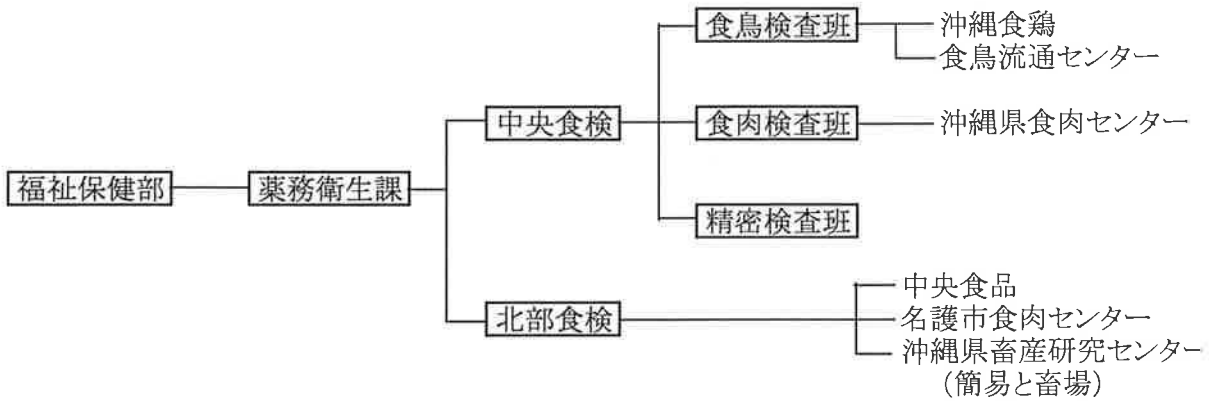 食鳥検査班
沖縄食鶏
食鳥流通センター
中央食検
食肉検査班
沖縄県食肉センター
福祉保健部
薬務衛生課
精密検査班
中央食品
北部食検
名護市食肉センター
沖縄県畜産研究センター
(簡易と畜場)